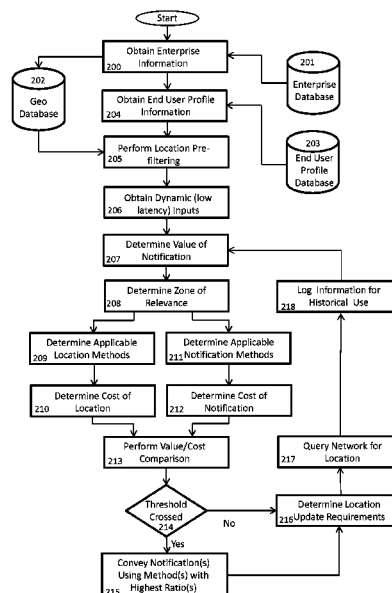 Start
Obtain Enterprise
200 Information
201
Enterprise
Database
202
Geo
Database
Obtain End User Profile
204 Information
203
End User
Profile
Database
Perform Location Pre-
205 filtering
Obtain Dynamic (low
206 latency) Inputs
Determine Value of
207 Notification
Determine Zone of
208 Relevance
Log Information for
218 Historical Use
Determine Applicable
209 Location Methods
Determine Applicable
211 Notification Methods
Determine Cost of
210 Location
Determine Cost of
212 Notification
Perform Value/Cost
213 Comparison
Query Network for
217 Location
Threshold
Crossed
214
No
Determine Location
216 Update Requirements
Yes
Convey Notification(s)
Using Method(s) with
215 Highest Ratio(s)